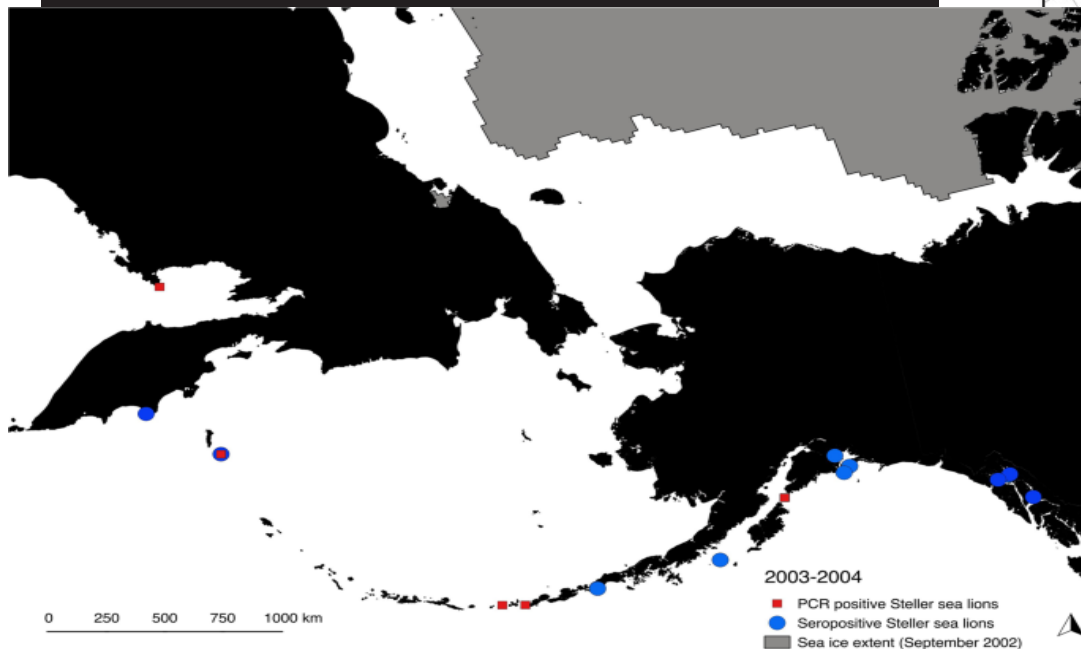 2003-2004
PCR positive Steller sea lions
Seropositive Steller sea lions
Sea ice extent (September 2002)
0 250 500 750 1000 km